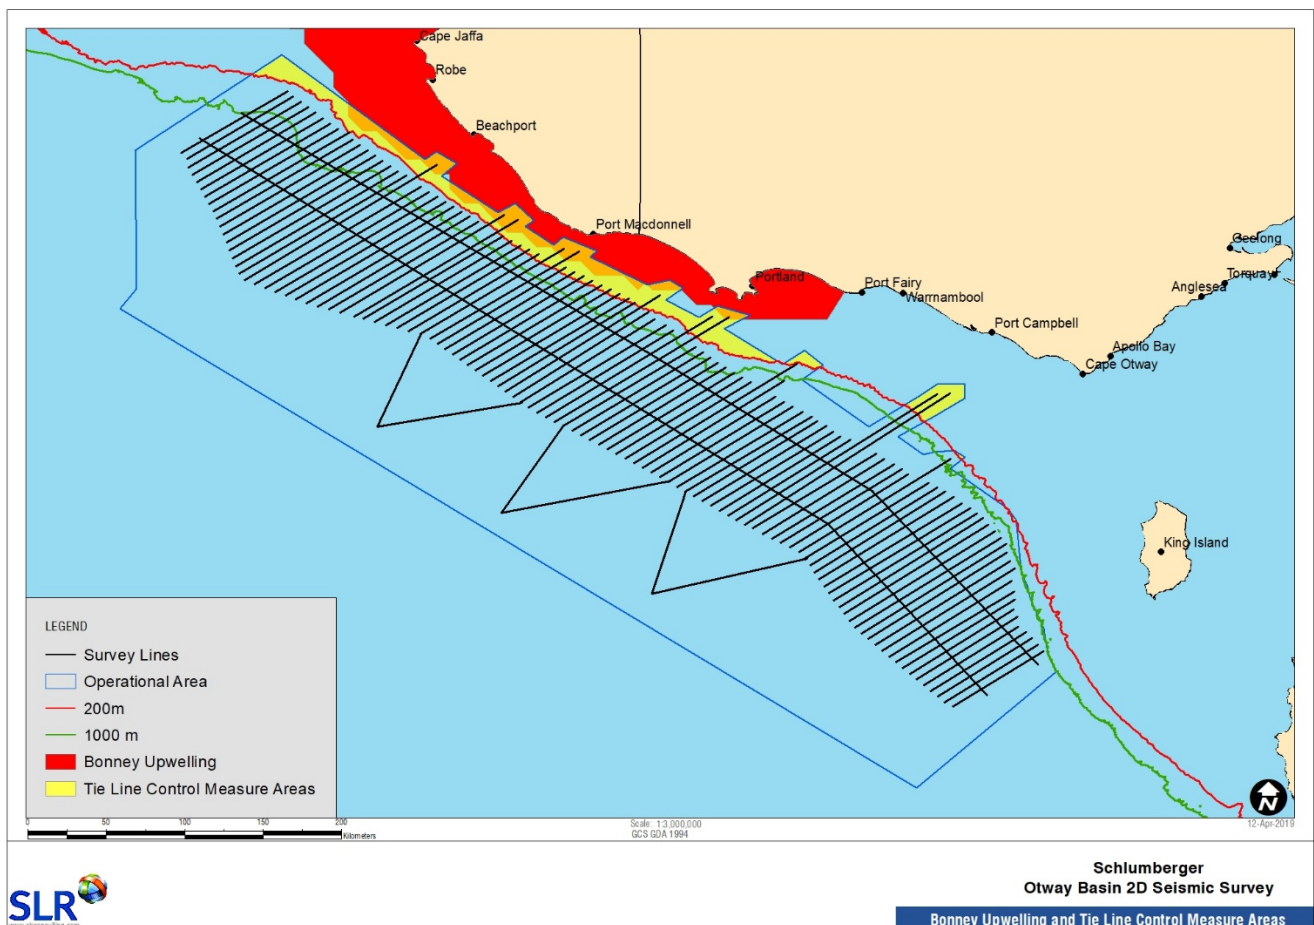 Cape Jaffa
Robe
Beachport
Port Macdonnell
Portland
Port Fairy
Warrnambool
Port Campbell
Geelong
Torquay
Anglesea
Apollo Bay
Cape Otway
King Island
LEGEND
Survey Lines
Operational Area
200m
1000 m
Bonney Upwelling
Tie Line Control Measure Areas
0 50 100 150 200
Kilometers
Scale: 1:3,000,000
GCS GDA 1994
N
12-Apr-2019
SLR
Schlumberger
Otway Basin 2D Seismic Survey
Bonney Upwelling and Tie Line Control Measure Areas